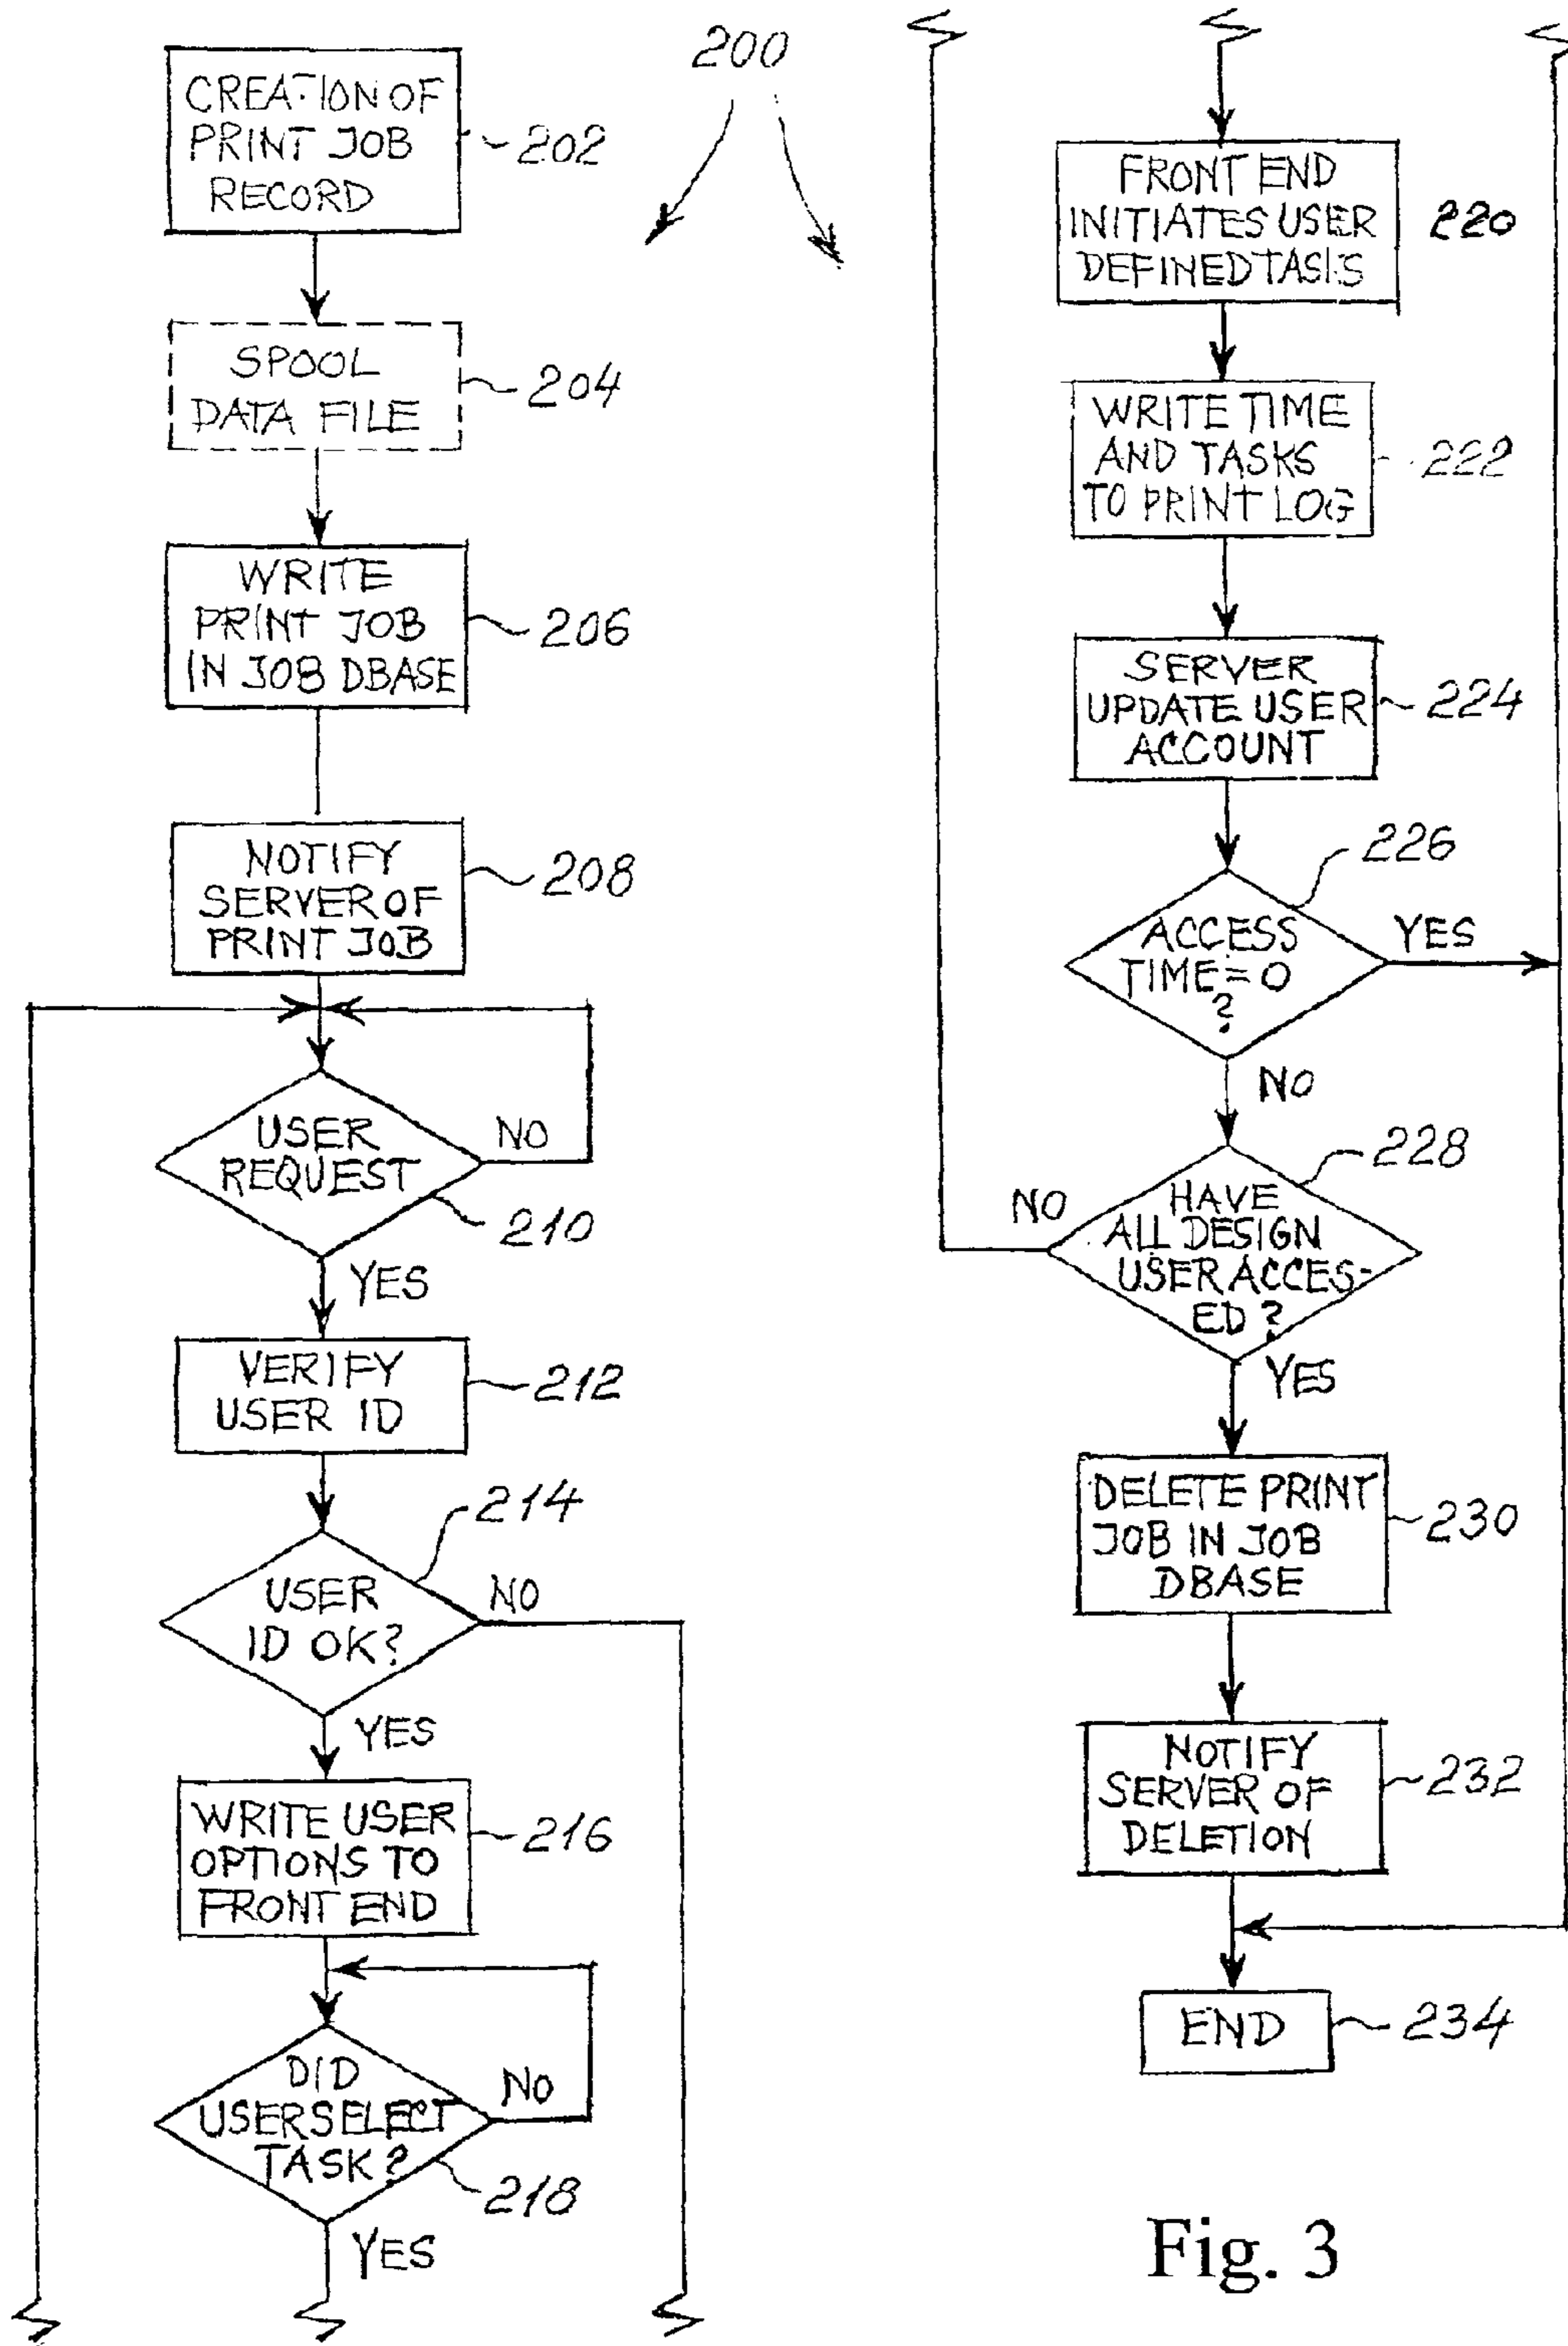 200
CREATION OF
PRINT JOB
RECORD
202
SPOOL
DATA FILE
204
WRITE
PRINT JOB
IN JOB DBASE
206
NOTIFY
SERVER OF
PRINT JOB
208
USER
REQUEST
NO
210
YES
VERIFY
USER ID
212
214
USER
ID OK?
NO
YES
WRITE USER
OPTIONS TO
FRONT END
216
DID
USER SELECT
TASK?
NO
218
YES
FRONT END
INITIATES USER
DEFINED TASKS
220
WRITE TIME
AND TASKS
TO PRINT LOG
222
SERVER
UPDATE USER
ACCOUNT
224
226
ACCESS
TIME=0
?
YES
NO
228
NO
HAVE
ALL DESIGN
USER ACCES-
ED?
YES
DELETE PRINT
JOB IN JOB
DBASE
230
NOTIFY
SERVER OF
DELETION
232
END
234
Fig. 3